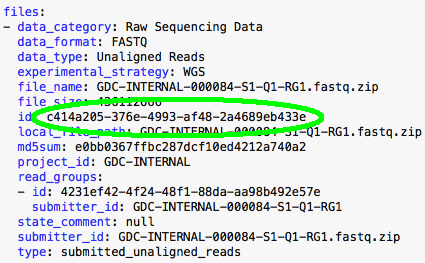 files:
- data_category: Raw Sequencing Data
data_format: FASTQ
data_type: Unaligned Reads
experimental_strategy: WGS
file_name: GDC-INTERNAL-000084-S1-Q1-RG1.fastq.zip
file_size:
id: c414a205-376e-4993-af48-2a4689eb433e
local_file_path: GDC-INTERNAL-000084-S1-Q1-RG1.fastq.zip
md5sum: e0bb0367ffbc287dcf10ed4212a740a2
project_id: GDC-INTERNAL
read_groups:
- id: 4231ef42-4f24-48f1-88da-aa98b492e57e
submitter_id: GDC-INTERNAL-000084-S1-Q1-RG1
state_comment: null
submitter_id: GDC-INTERNAL-000084-S1-Q1-RG1.fastq.zip
type: submitted_unaligned_reads